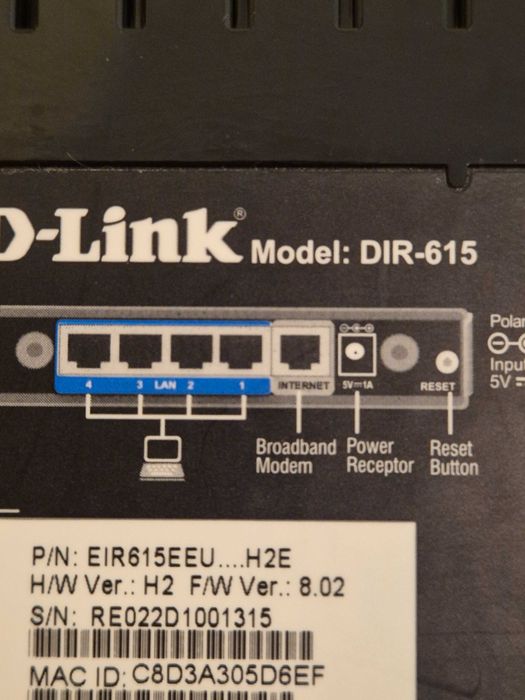 D-Link® Model: DIR-615
Polar
Input
5V
4 3 LAN 2 1 INTERNET 5V⎓1A RESET
Broadband Modem
Power Receptor
Reset Button
P/N: EIR615EEU....H2E
H/W Ver.: H2 F/W Ver.: 8.02
S/N: RE022D1001315
MAC ID: C8D3A305D6EF